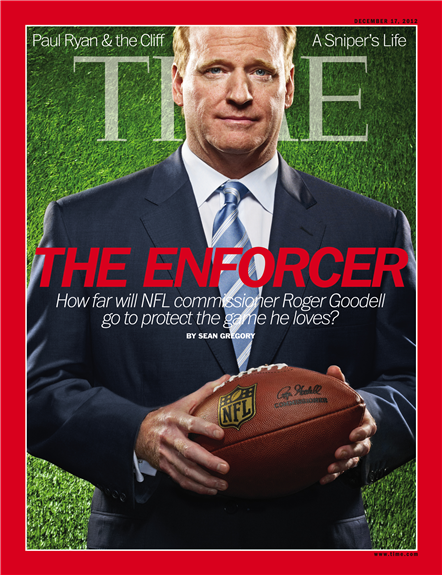 DECEMBER 17, 2012
Paul Ryan & the Cliff
A Sniper's Life
TIME
THE ENFORCER
How far will NFL commissioner Roger Goodell
go to protect the game he loves?
BY SEAN GREGORY
NFL
COMMISSIONER
www.time.com